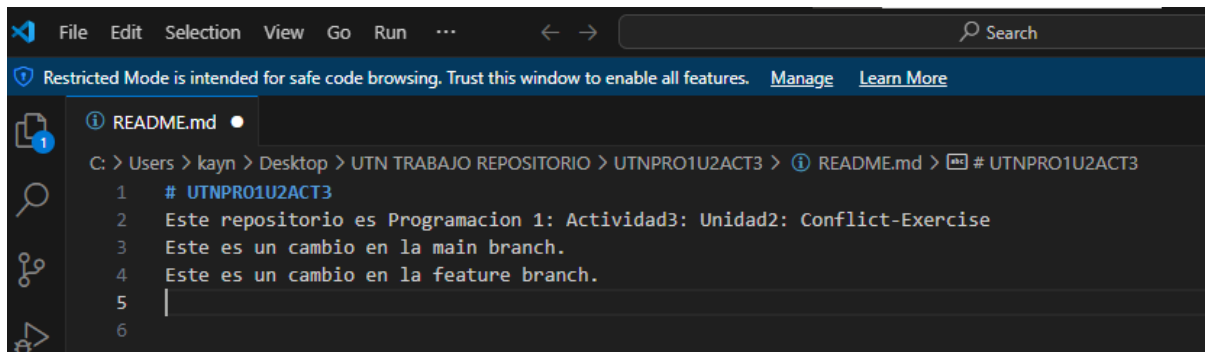 File Edit Selection View Go Run ··· ← → Search
Restricted Mode is intended for safe code browsing. Trust this window to enable all features. Manage Learn More
README.md ●
C: > Users > kayn > Desktop > UTN TRABAJO REPOSITORIO > UTNPRO1U2ACT3 > README.md > # UTNPRO1U2ACT3
1 # UTNPRO1U2ACT3
2 Este repositorio es Programacion 1: Actividad3: Unidad2: Conflict-Exercise
3 Este es un cambio en la main branch.
4 Este es un cambio en la feature branch.
5
6
1